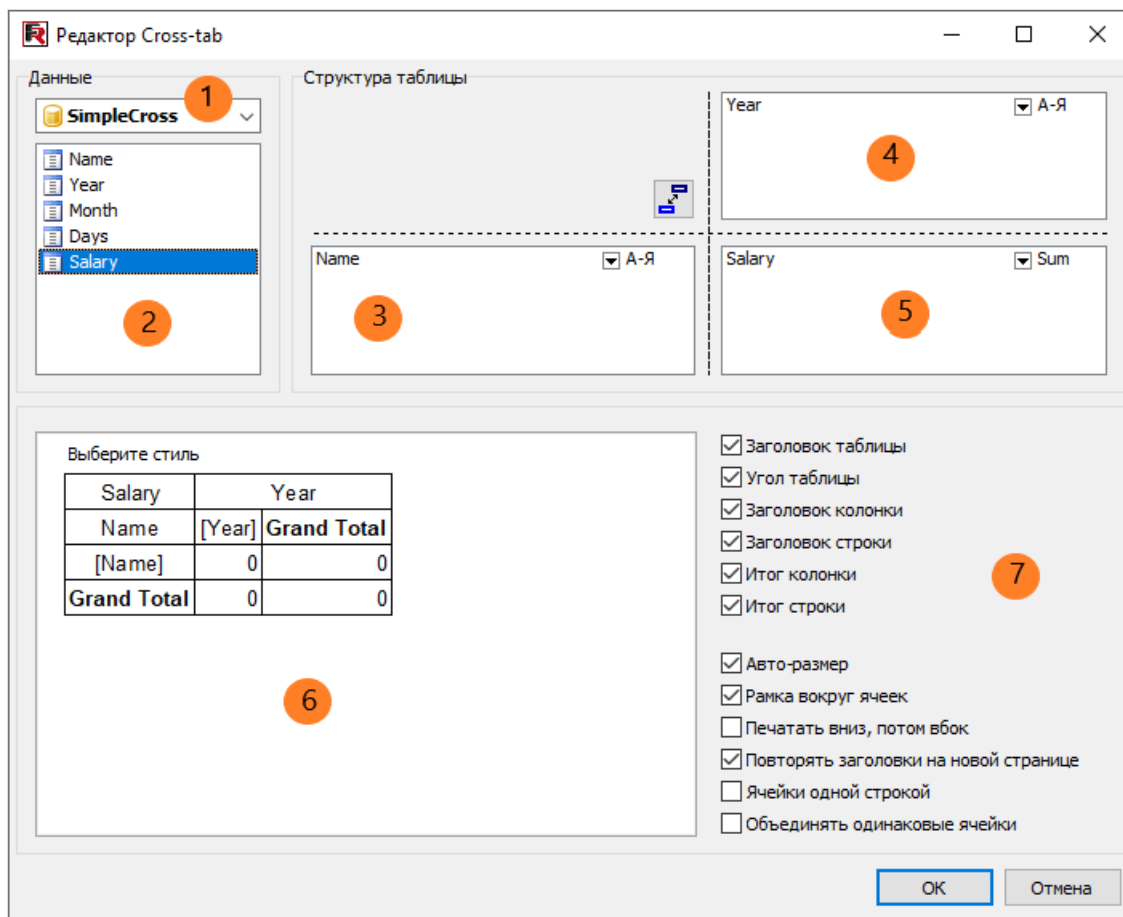 Редактор Cross-tab
Данные
1
SimpleCross
Name
Year
Month
Days
Salary
2
Структура таблицы
Year А-Я
4
Name А-Я
3
Salary Sum
5
Выберите стиль
Salary Year
Name [Year] Grand Total
[Name] 0 0
Grand Total 0 0
6
Заголовок таблицы
Угол таблицы
Заголовок колонки
Заголовок строки
Итог колонки
Итог строки
7
Авто-размер
Рамка вокруг ячеек
Печатать вниз, потом вбок
Повторять заголовки на новой странице
Ячейки одной строкой
Объединять одинаковые ячейки
ОК Отмена